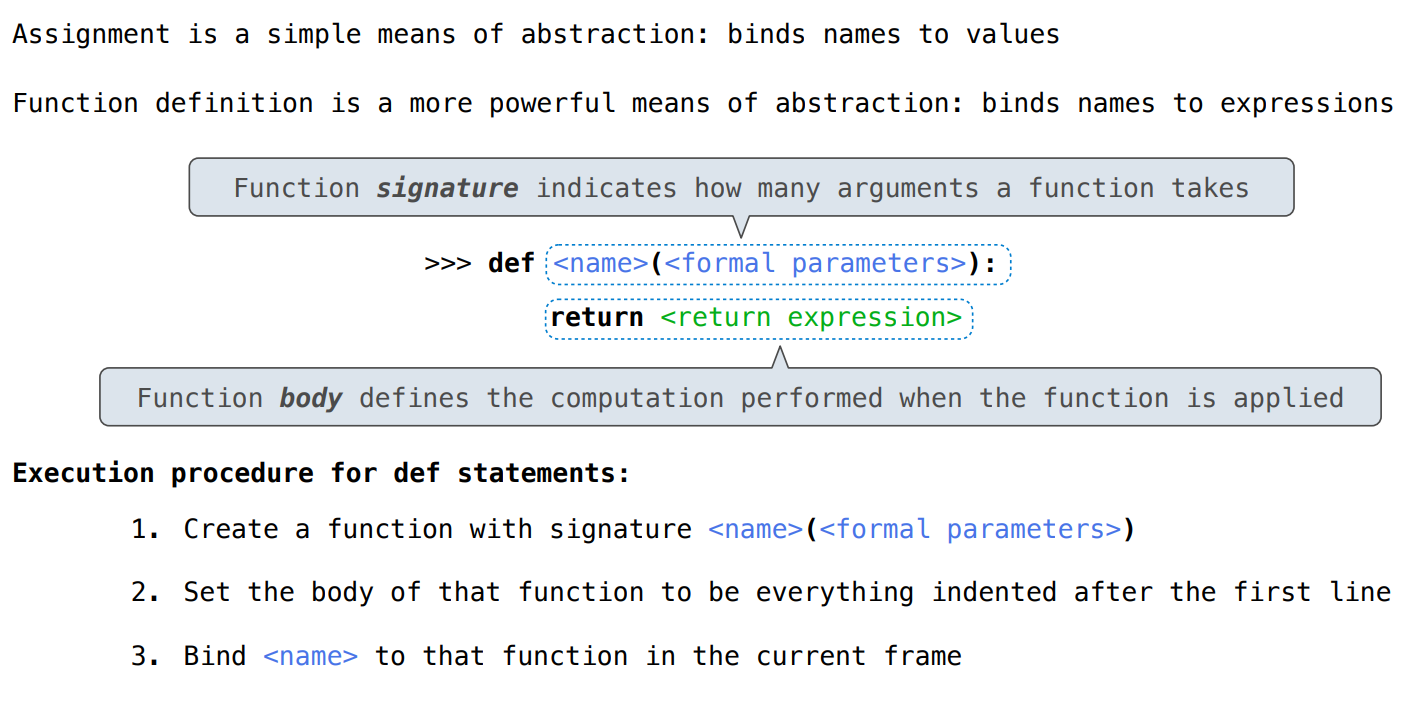 Assignment is a simple means of abstraction: binds names to values
Function definition is a more powerful means of abstraction: binds names to expressions
Function signature indicates how many arguments a function takes
>>> def <name>(<formal parameters>):
return <return expression>
Function body defines the computation performed when the function is applied
Execution procedure for def statements:
1. Create a function with signature <name>(<formal parameters>)
2. Set the body of that function to be everything indented after the first line
3. Bind <name> to that function in the current frame